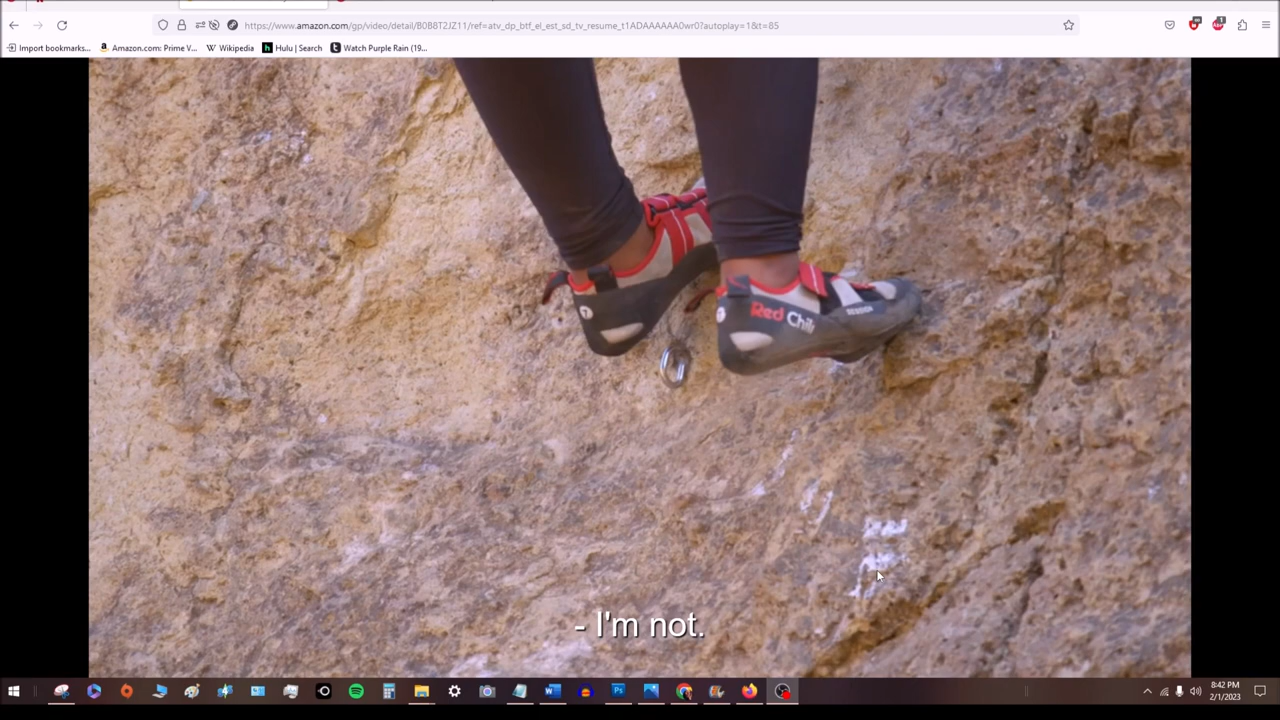 https://www.amazon.com/gp/video/detail/B0B8T2JZ11/ref=atv_dp_btf_el_est_sd_tv_resume_t1ADAAAAAA0wr0?autoplay=1&t=85
Import bookmarks...
Amazon.com: Prime V...
Wikipedia
Hulu | Search
Watch Purple Rain (19...
Red Chili
- I'm not.
8:42 PM
2/1/2023